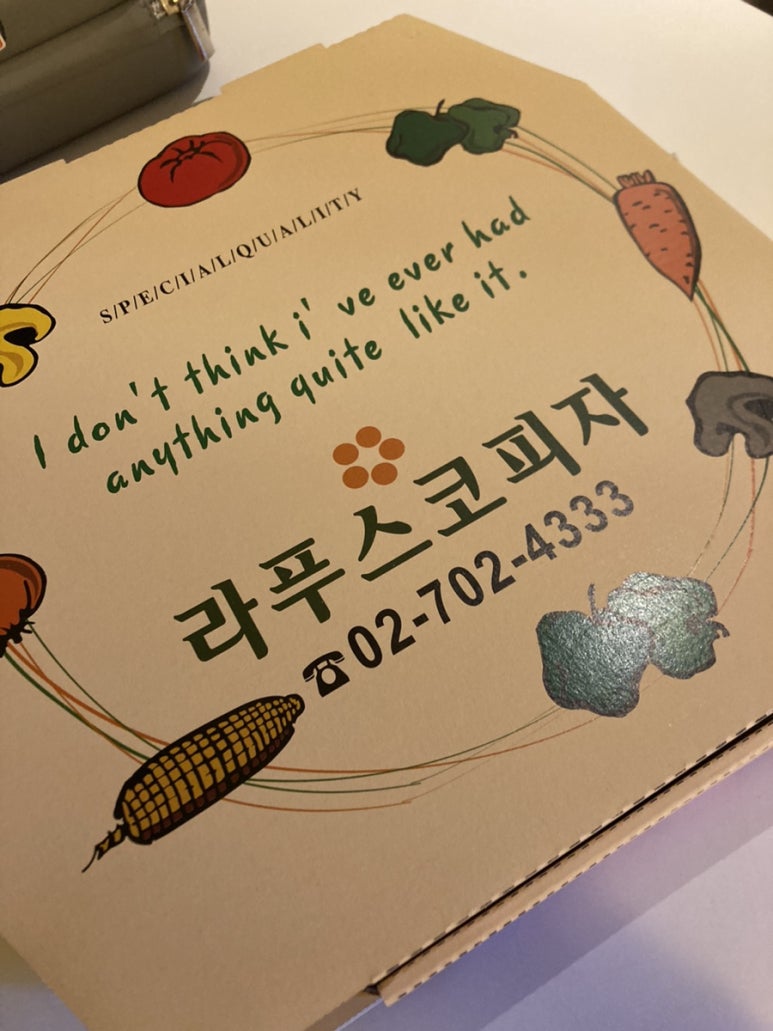 S/P/E/C/I/A/L/Q/U/A/L/I/T/Y
I don't think i' ve ever had
anything quite like it.
라푸스코피자
☎02-702-4333